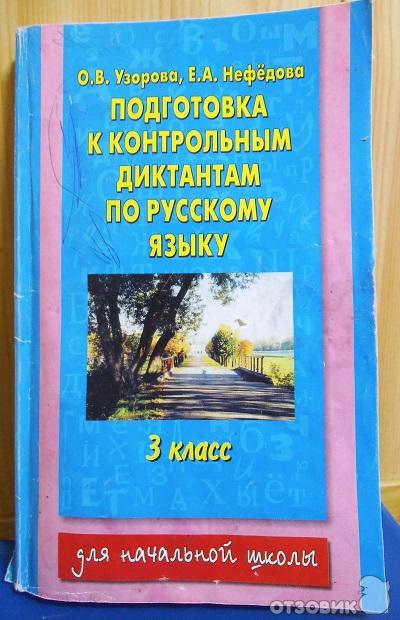 О.В. Узорова, Е.А. Нефёдова
ПОДГОТОВКА
К КОНТРОЛЬНЫМ
ДИКТАНТАМ
ПО РУССКОМУ
ЯЗЫКУ
3 класс
для начальной школы
ОТЗОВИК